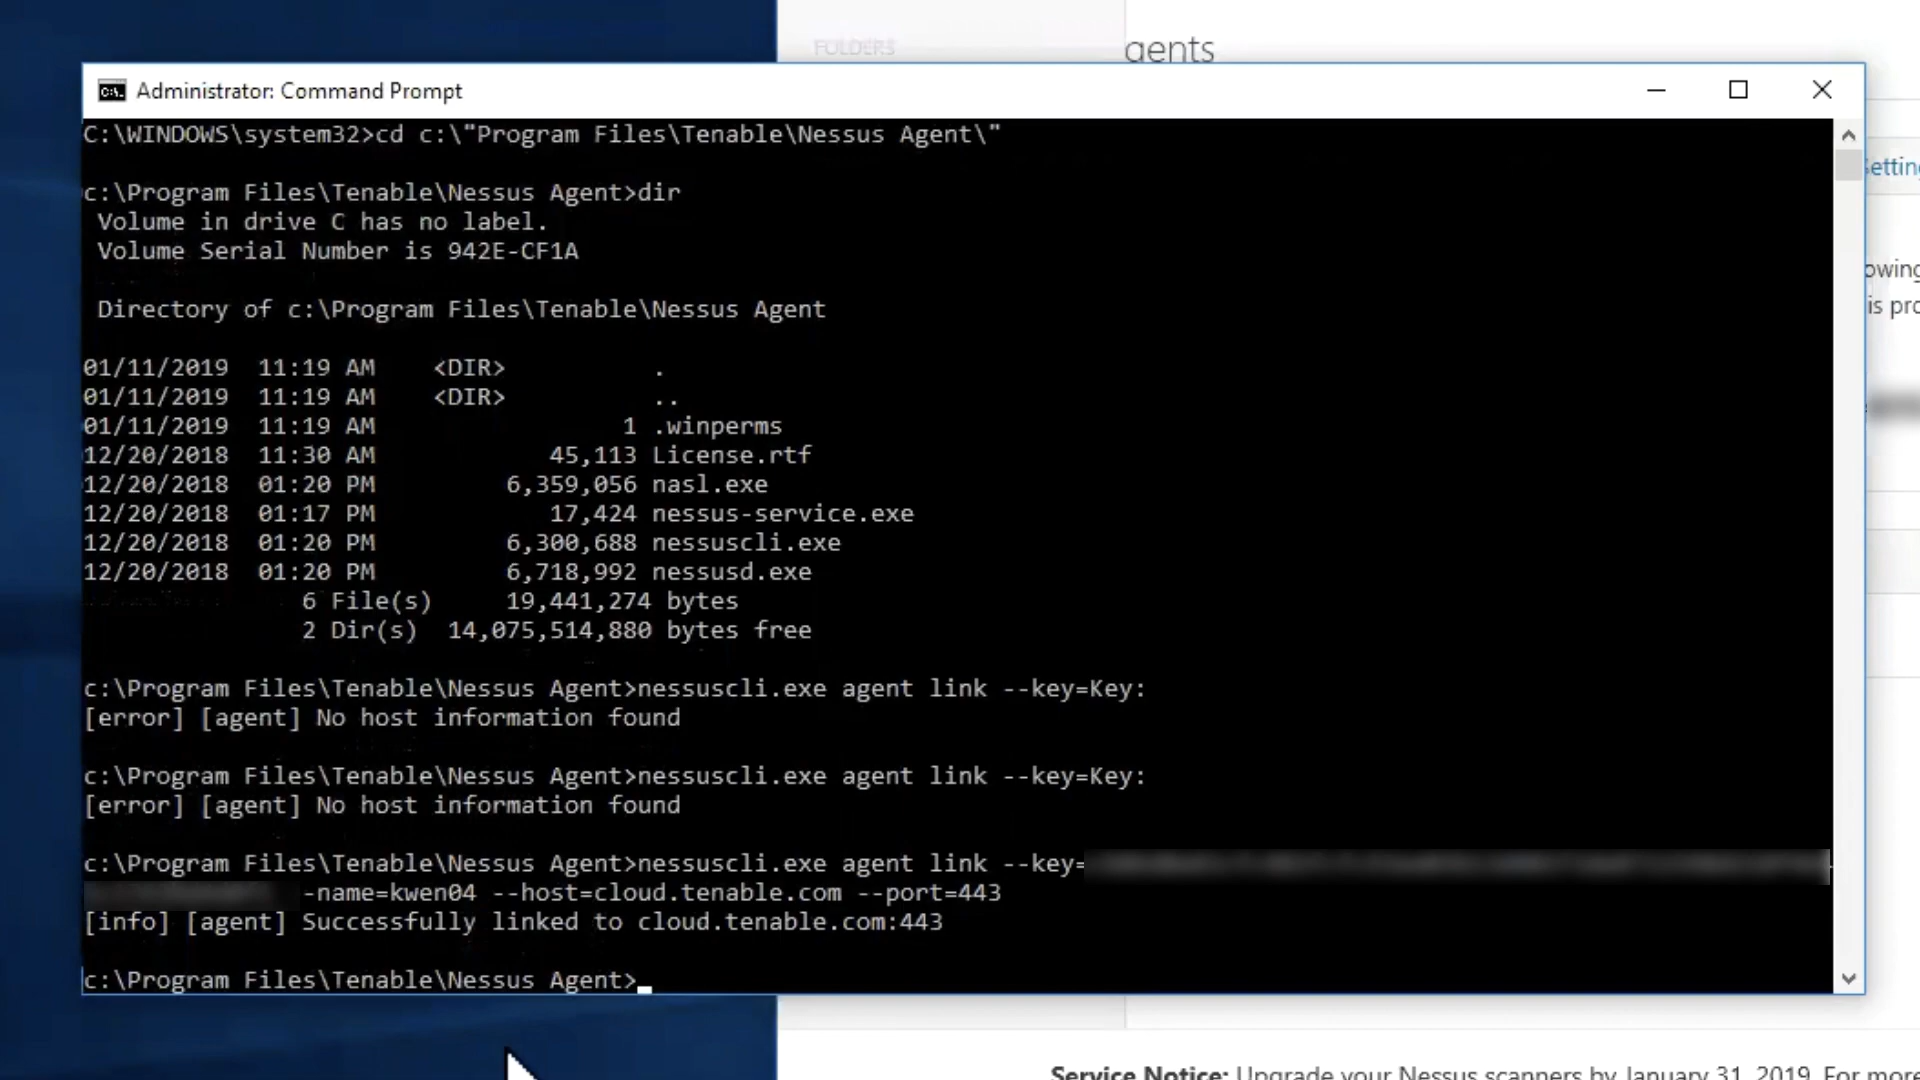 FOLDERS
gents
Administrator: Command Prompt
C:\WINDOWS\system32>cd c:\"Program Files\Tenable\Nessus Agent\"
c:\Program Files\Tenable\Nessus Agent>dir
Volume in drive C has no label.
Volume Serial Number is 942E-CF1A
Directory of c:\Program Files\Tenable\Nessus Agent
01/11/2019 11:19 AM <DIR> .
01/11/2019 11:19 AM <DIR> ..
01/11/2019 11:19 AM 1 .winperms
12/20/2018 11:30 AM 45,113 License.rtf
12/20/2018 01:20 PM 6,359,056 nasl.exe
12/20/2018 01:17 PM 17,424 nessus-service.exe
12/20/2018 01:20 PM 6,300,688 nessuscli.exe
12/20/2018 01:20 PM 6,718,992 nessusd.exe
6 File(s) 19,441,274 bytes
2 Dir(s) 14,075,514,880 bytes free
c:\Program Files\Tenable\Nessus Agent>nessuscli.exe agent link --key=Key:
[error] [agent] No host information found
c:\Program Files\Tenable\Nessus Agent>nessuscli.exe agent link --key=Key:
[error] [agent] No host information found
c:\Program Files\Tenable\Nessus Agent>nessuscli.exe agent link --key=
-name=kwen04 --host=cloud.tenable.com --port=443
[info] [agent] Successfully linked to cloud.tenable.com:443
c:\Program Files\Tenable\Nessus Agent>
etting
owing
is pro
Service Notice: Upgrade your Nessus scanners by January 31, 2019. For more